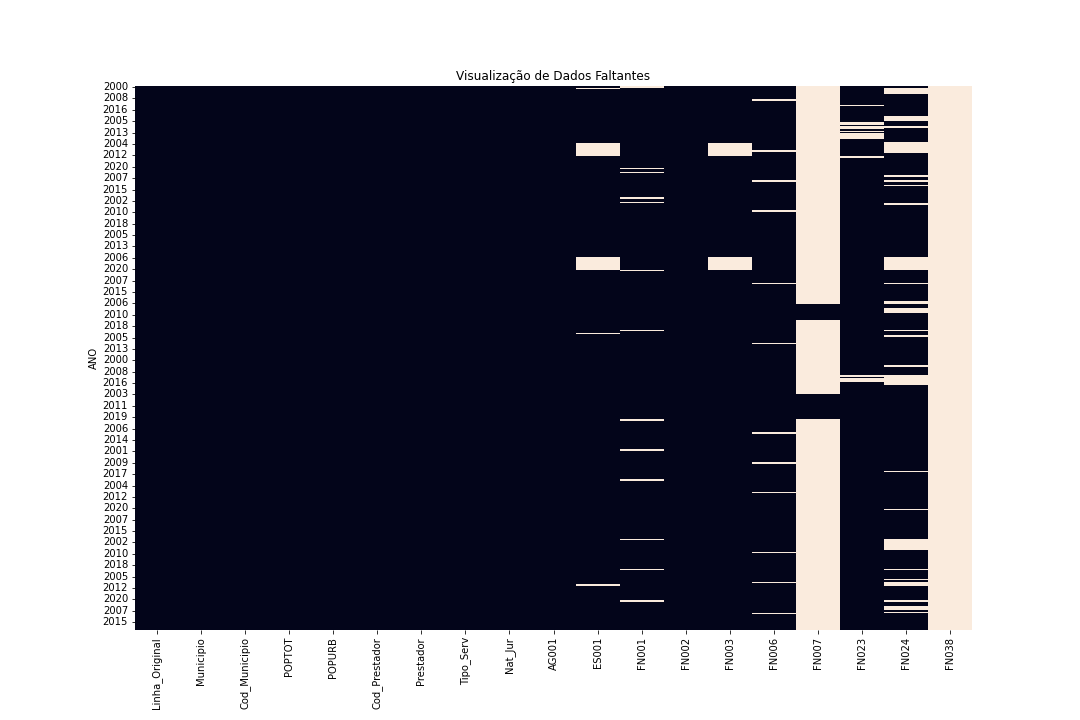 Visualização de Dados Faltantes
2000
2008
2016
2005
2013
2004
2012
2020
2007
2015
2002
2010
2018
2005
2013
2006
2020
2007
2015
2006
2010
2018
2005
2013
2000
2008
2016
2003
2011
2019
2006
2014
2001
2009
2017
2004
2012
2020
2007
2015
2002
2010
2018
2005
2012
2020
2007
2015
ANO
Linha_Original
Municipio
Cod_Municipio
POPTOT
POPURB
Cod_Prestador
Prestador
Tipo_Serv
Nat_Jur
AG001
ES001
FN001
FN002
FN003
FN006
FN007
FN023
FN024
FN038